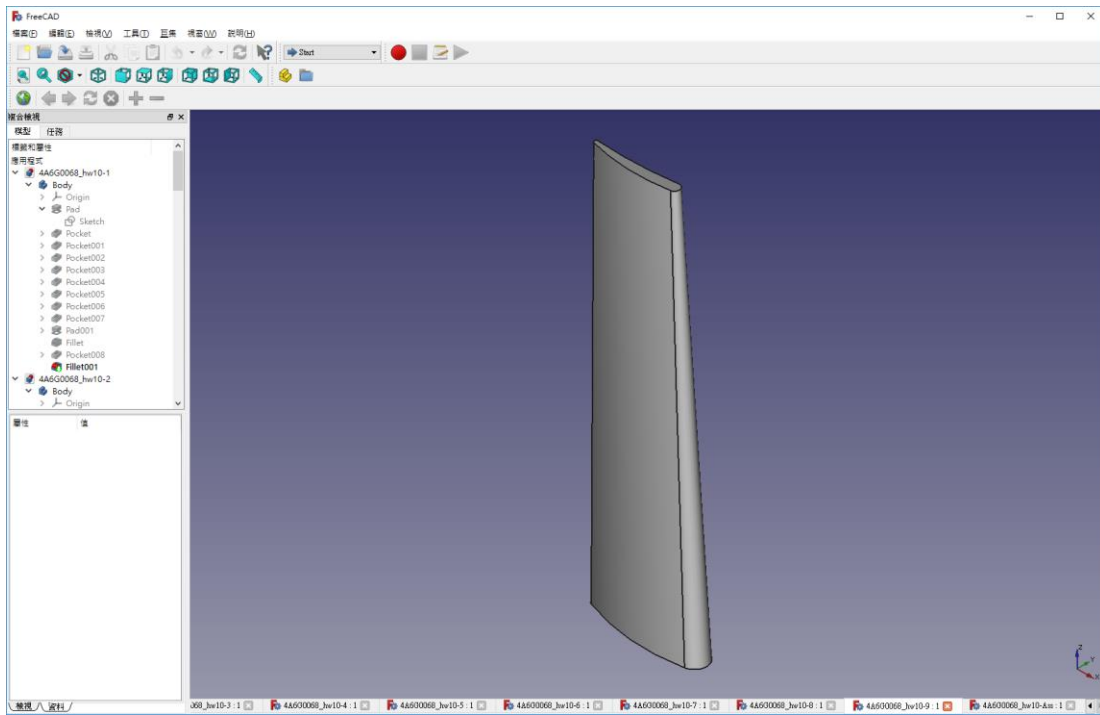 FreeCAD
檔案(F) 編輯(E) 檢視(V) 工具(T) 巨集 視窗(W) 說明(H)
Start
複合檢視
模型 任務
標籤和屬性
應用程式
4A6G0068_hw10-1
Body
Origin
Pad
Sketch
Pocket
Pocket001
Pocket002
Pocket003
Pocket004
Pocket005
Pocket006
Pocket007
Pad001
Fillet
Pocket008
Fillet001
4A6G0068_hw10-2
Body
Origin
屬性 值
Z
Y
X
檢視 資料
068_hw10-3 : 1 4A6G0068_hw10-4 : 1 4A6G0068_hw10-5 : 1 4A6G0068_hw10-6 : 1 4A6G0068_hw10-7 : 1 4A6G0068_hw10-8 : 1 4A6G0068_hw10-9 : 1 4A6G0068_hw10-Ass : 1